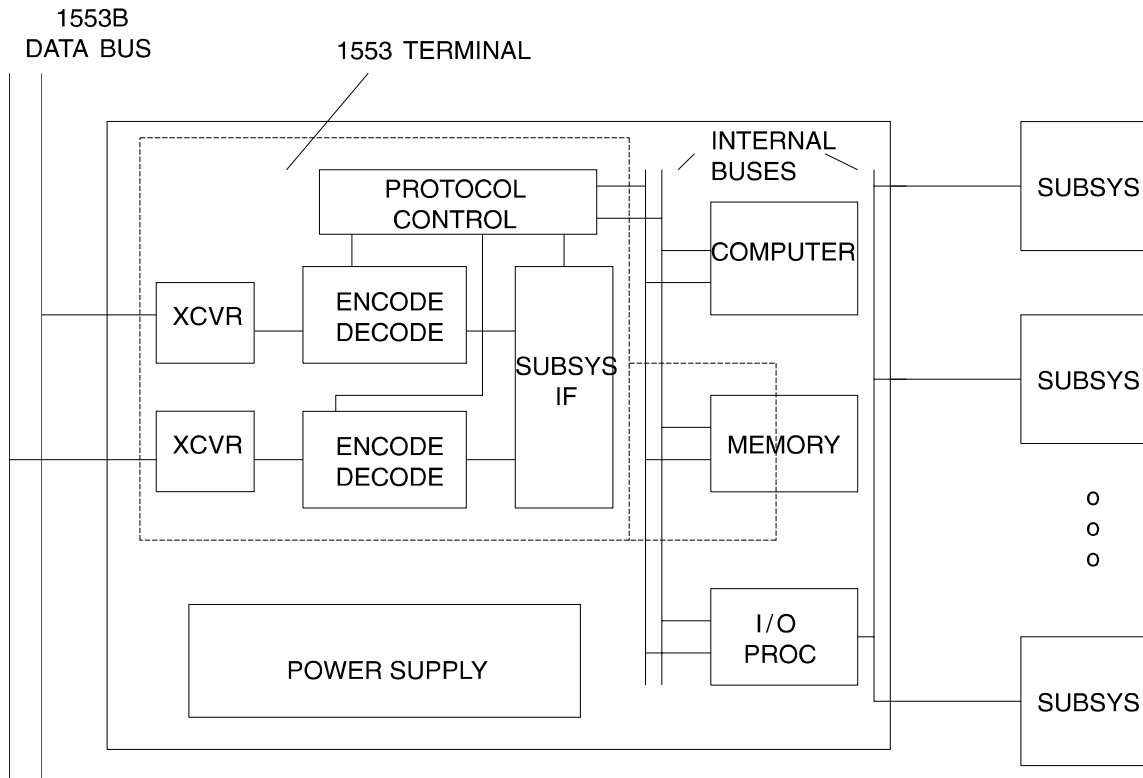 1553B
DATA BUS
1553 TERMINAL
INTERNAL
BUSES
PROTOCOL
CONTROL
SUBSYS
COMPUTER
XCVR
ENCODE
DECODE
SUBSYS
IF
SUBSYS
XCVR
ENCODE
DECODE
MEMORY
o
o
o
I/O
PROC
POWER SUPPLY
SUBSYS